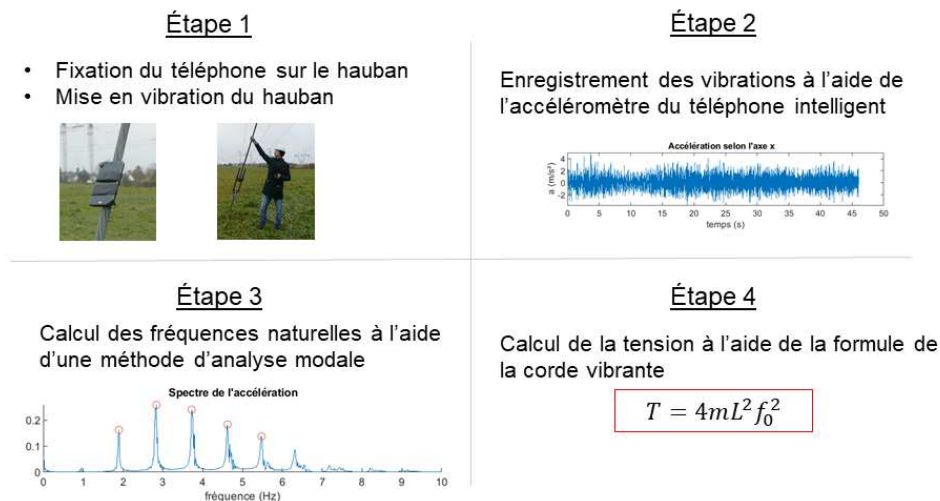 Étape 1
• Fixation du téléphone sur le hauban
• Mise en vibration du hauban
Étape 2
Enregistrement des vibrations à l'aide de
l'accéléromètre du téléphone intelligent
Accélération selon l'axe x
a (m/s²)
4
2
0
-2
0 5 10 15 20 25 30 35 40 45 50
temps (s)
Étape 3
Calcul des fréquences naturelles à l'aide
d'une méthode d'analyse modale
Spectre de l'accélération
0.2
0.1
0
0 1 2 3 4 5 6 7 8 9 10
fréquence (Hz)
Étape 4
Calcul de la tension à l'aide de la formule de
la corde vibrante
T = 4mL²f₀²